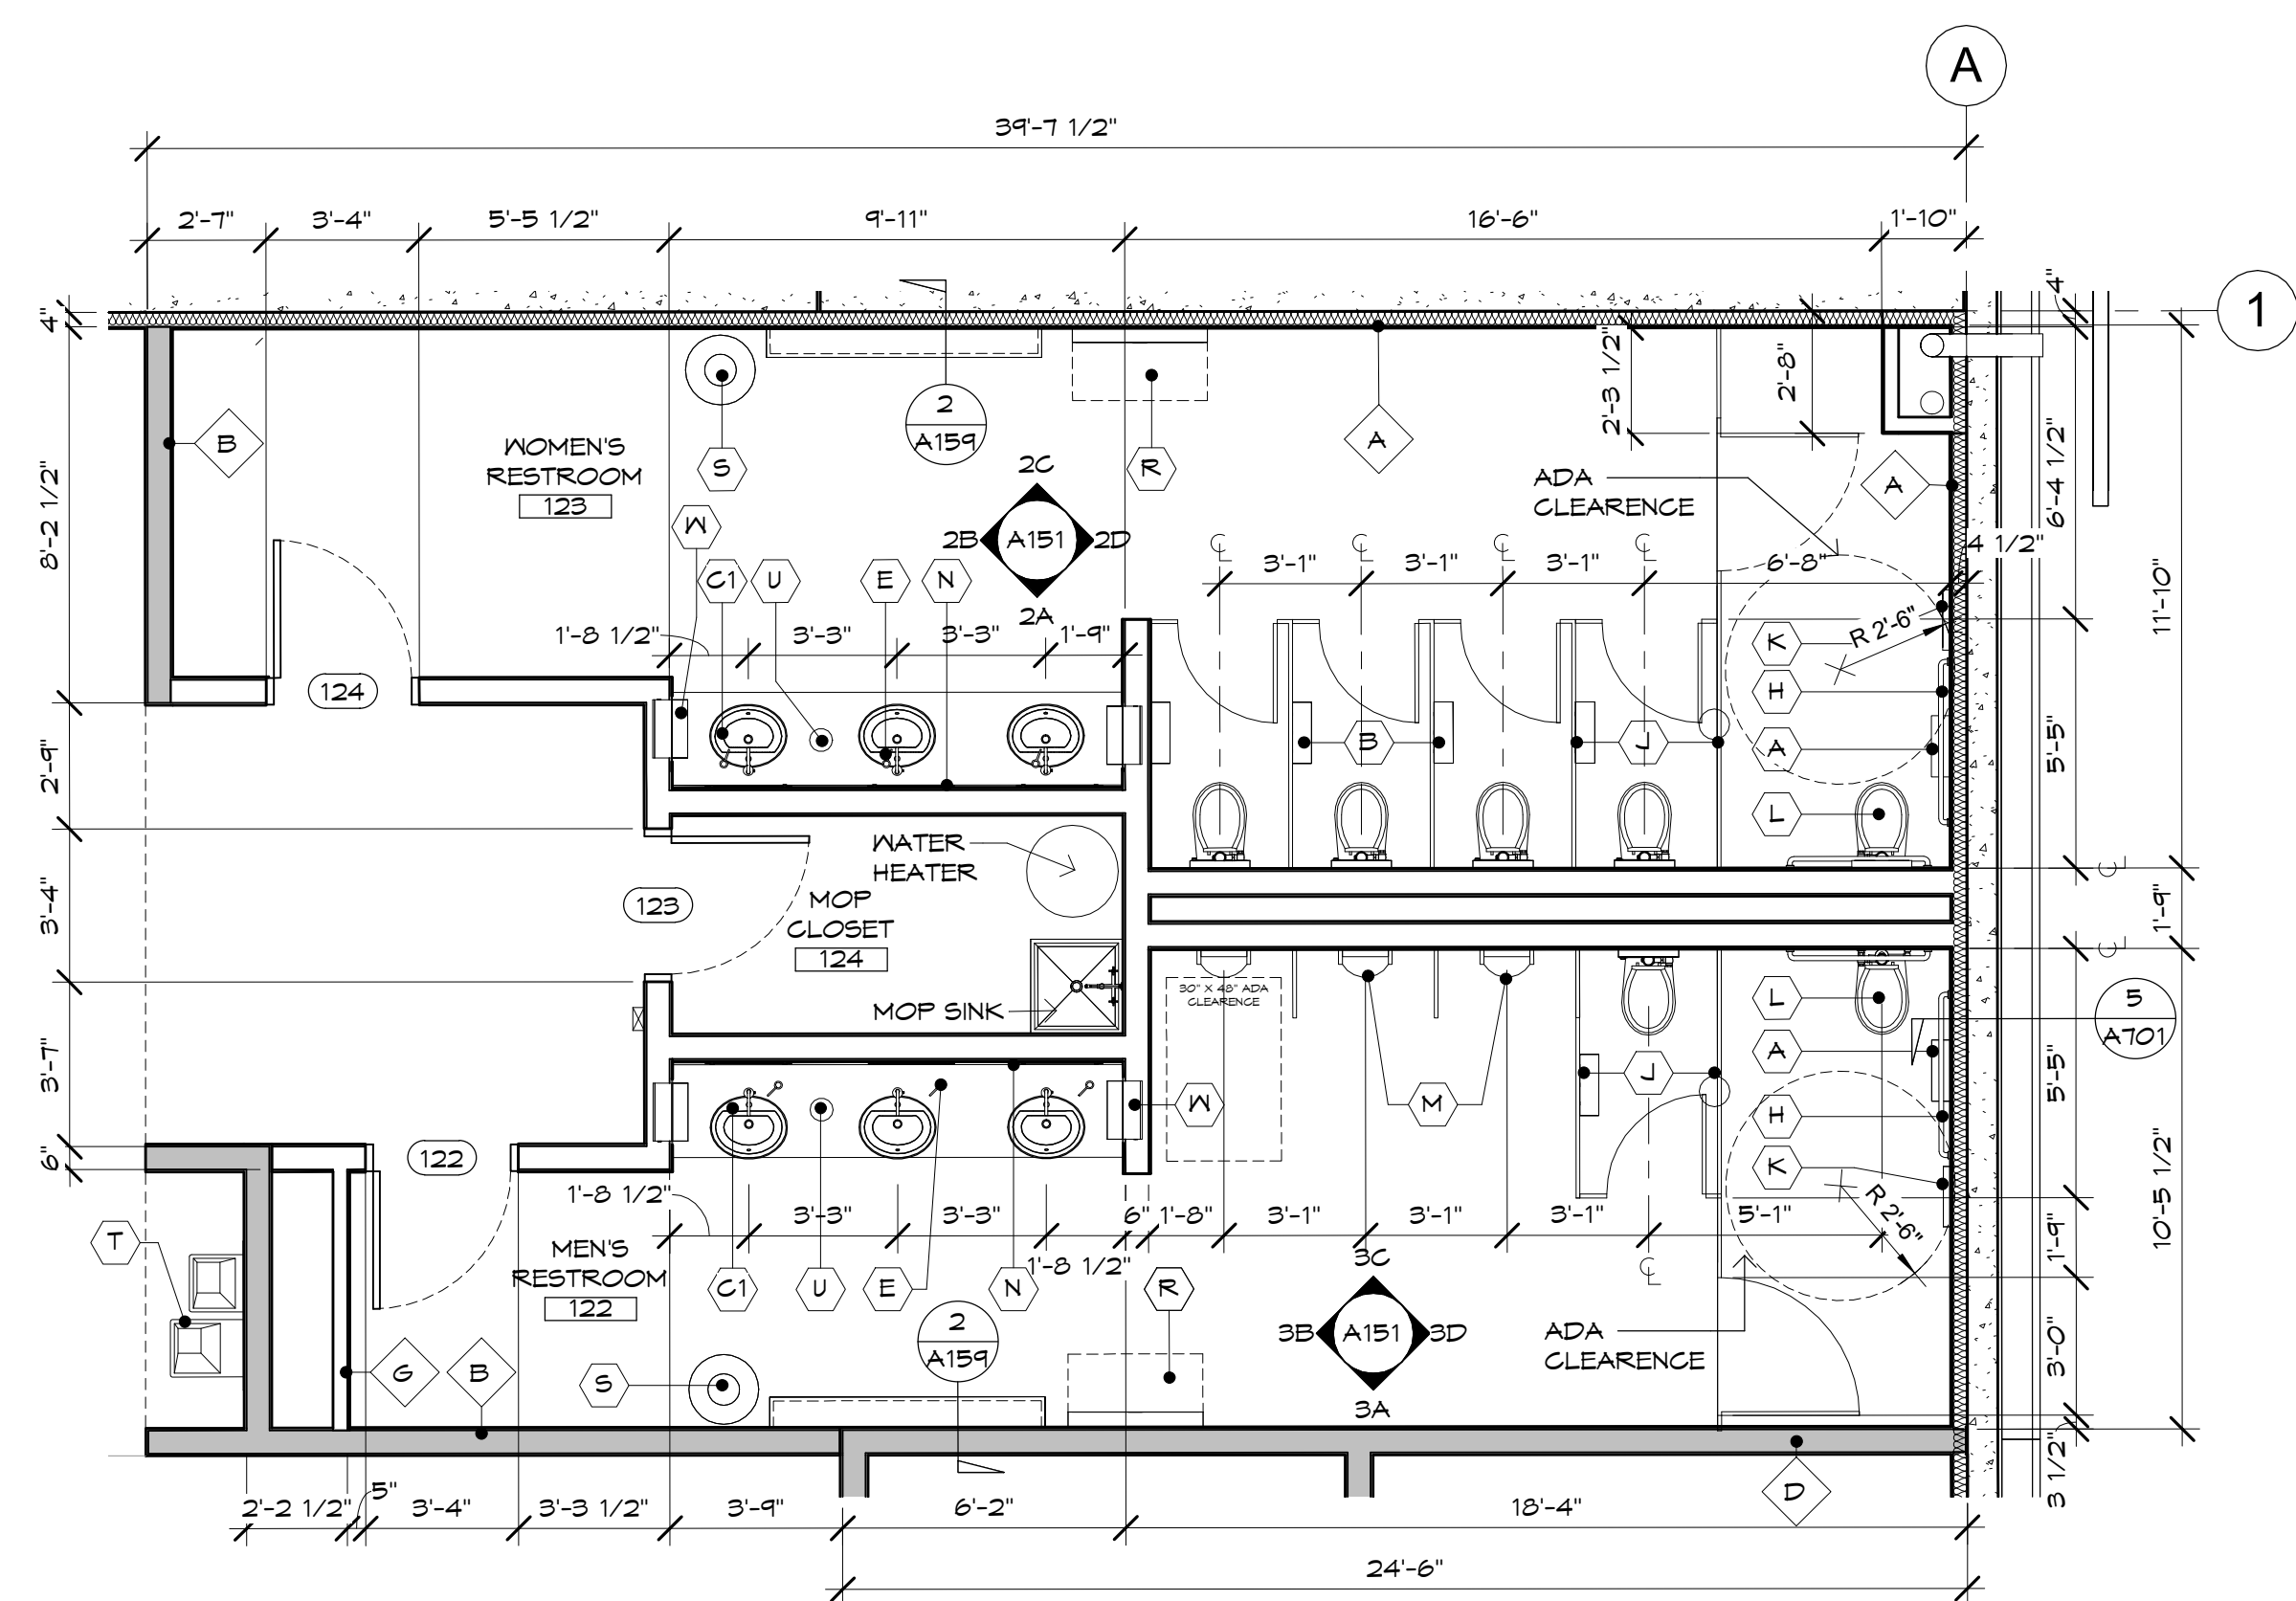 A
39'-7 1/2"
2'-7"
3'-4"
5'-5 1/2"
9'-11"
16'-6"
1'-10"
4"
4"
1
2
A159
B
WOMEN'S
RESTROOM
123
S
R
A
2'-3 1/2"
2'-8"
ADA
CLEARENCE
A
6'-4 1/2"
8'-2 1/2"
W
2C
2B
A151
2D
2A
C1
U
E
N
3'-1"
3'-1"
3'-1"
6'-8"
4 1/2"
11'-10"
1'-8 1/2"
3'-3"
3'-3"
1'-9"
R 2'-6"
K
H
A
L
124
B
J
5'-5"
2'-9"
WATER
HEATER
MOP
CLOSET
124
123
3'-4"
1'-9"
MOP SINK
30" X 48" ADA
CLEARENCE
L
A
H
K
5
A701
3'-7"
J
W
M
5'-5"
6"
122
10'-5 1/2"
1'-8 1/2"
3'-3"
3'-3"
6"
1'-8"
3'-1"
3'-1"
3'-1"
5'-1"
R 2'-6"
1'-9"
T
MEN'S
RESTROOM
122
1'-8 1/2"
C1
U
E
N
R
3C
3B
A151
3D
3A
2
A159
ADA
CLEARENCE
3'-0"
G
B
S
D
3 1/2"
2'-2 1/2"
5"
3'-4"
3'-3 1/2"
3'-9"
6'-2"
18'-4"
24'-6"